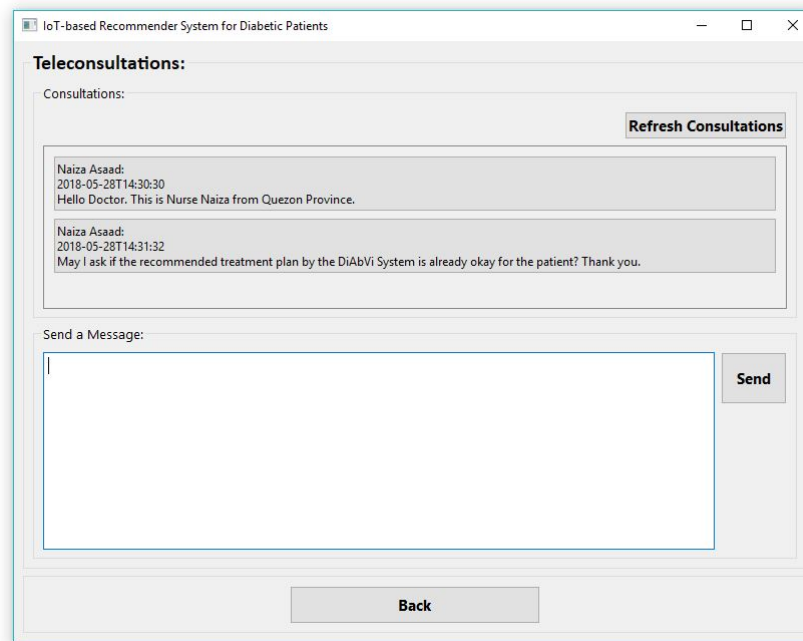 IoT-based Recommender System for Diabetic Patients
Teleconsultations:
Consultations:
Refresh Consultations
Naiza Asaad:
2018-05-28T14:30:30
Hello Doctor. This is Nurse Naiza from Quezon Province.
Naiza Asaad:
2018-05-28T14:31:32
May I ask if the recommended treatment plan by the DiAbVi System is already okay for the patient? Thank you.
Send a Message:
Send
Back